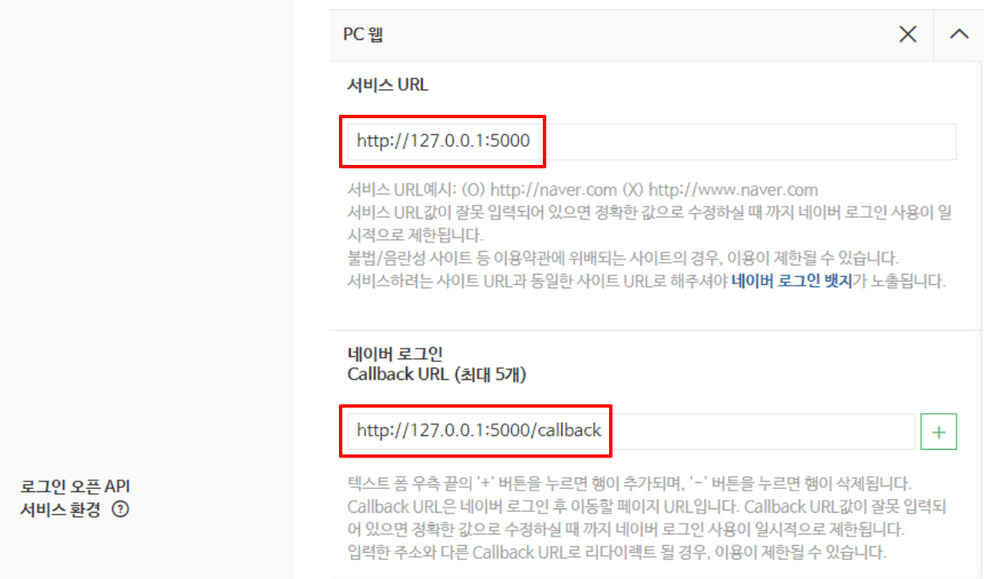 PC 웹
서비스 URL
http://127.0.0.1:5000
서비스 URL예시: (O) http://naver.com (X) http://www.naver.com
서비스 URL값이 잘못 입력되어 있으면 정확한 값으로 수정하실 때 까지 네이버 로그인 사용이 일
시적으로 제한됩니다.
불법/음란성 사이트 등 이용약관에 위배되는 사이트의 경우, 이용이 제한될 수 있습니다.
서비스하려는 사이트 URL과 동일한 사이트 URL로 해주셔야 네이버 로그인 뱃지가 노출됩니다.
네이버 로그인
Callback URL (최대 5개)
http://127.0.0.1:5000/callback
텍스트 폼 우측 끝의 '+' 버튼을 누르면 행이 추가되며, '-' 버튼을 누르면 행이 삭제됩니다.
Callback URL은 네이버 로그인 후 이동할 페이지 URL입니다. Callback URL값이 잘못 입력되
어 있으면 정확한 값으로 수정하실 때 까지 네이버 로그인 사용이 일시적으로 제한됩니다.
입력한 주소와 다른 Callback URL로 리다이렉트 될 경우, 이용이 제한될 수 있습니다.
로그인 오픈 API
서비스 환경 ?